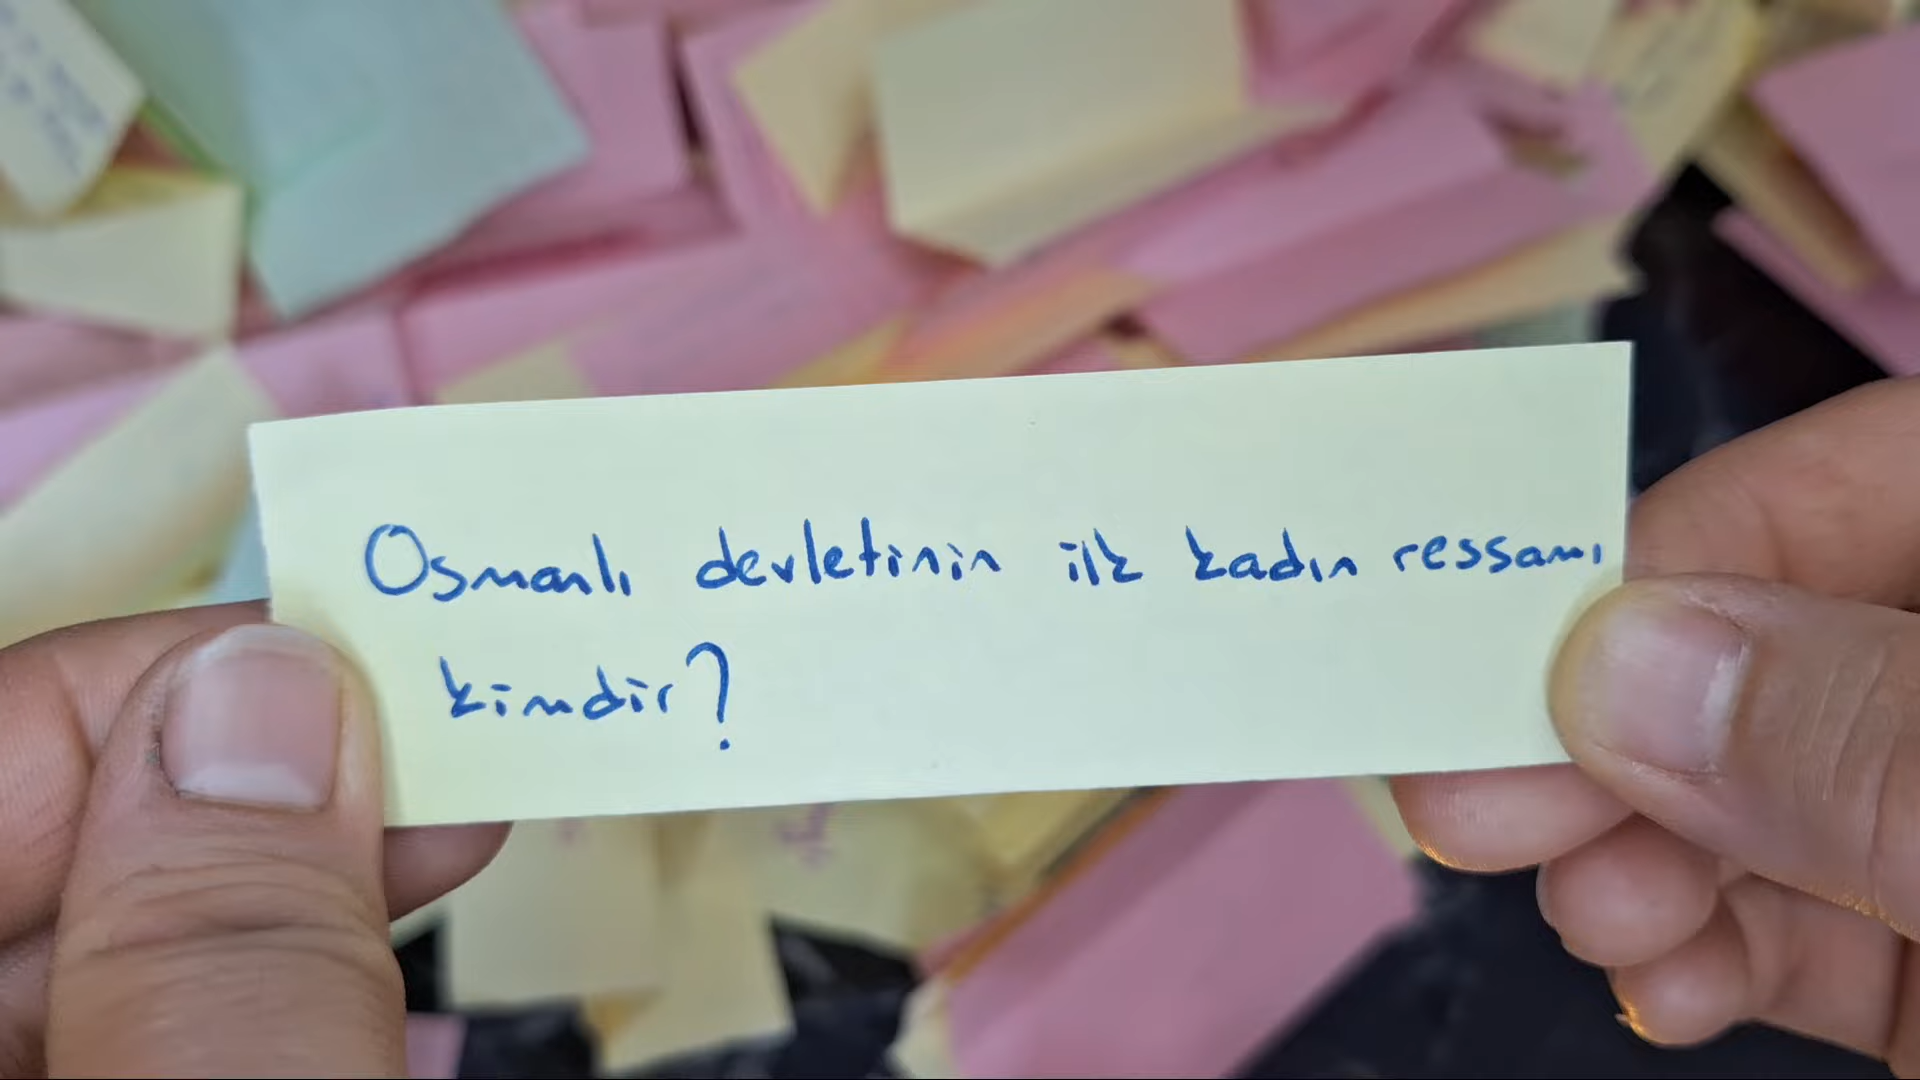 Osmanlı devletinin ilk kadın ressamı
kimdir?